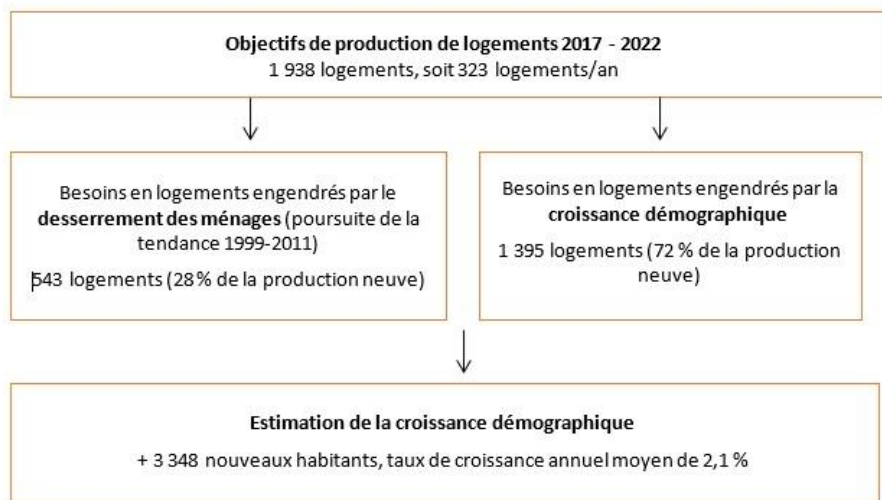 Objectifs de production de logements 2017 - 2022
1 938 logements, soit 323 logements/an
Besoins en logements engendrés par le
desserrement des ménages (poursuite de la
tendance 1999-2011)
543 logements (28 % de la production neuve)
Besoins en logements engendrés par la
croissance démographique
1 395 logements (72 % de la production
neuve)
Estimation de la croissance démographique
+ 3 348 nouveaux habitants, taux de croissance annuel moyen de 2,1 %